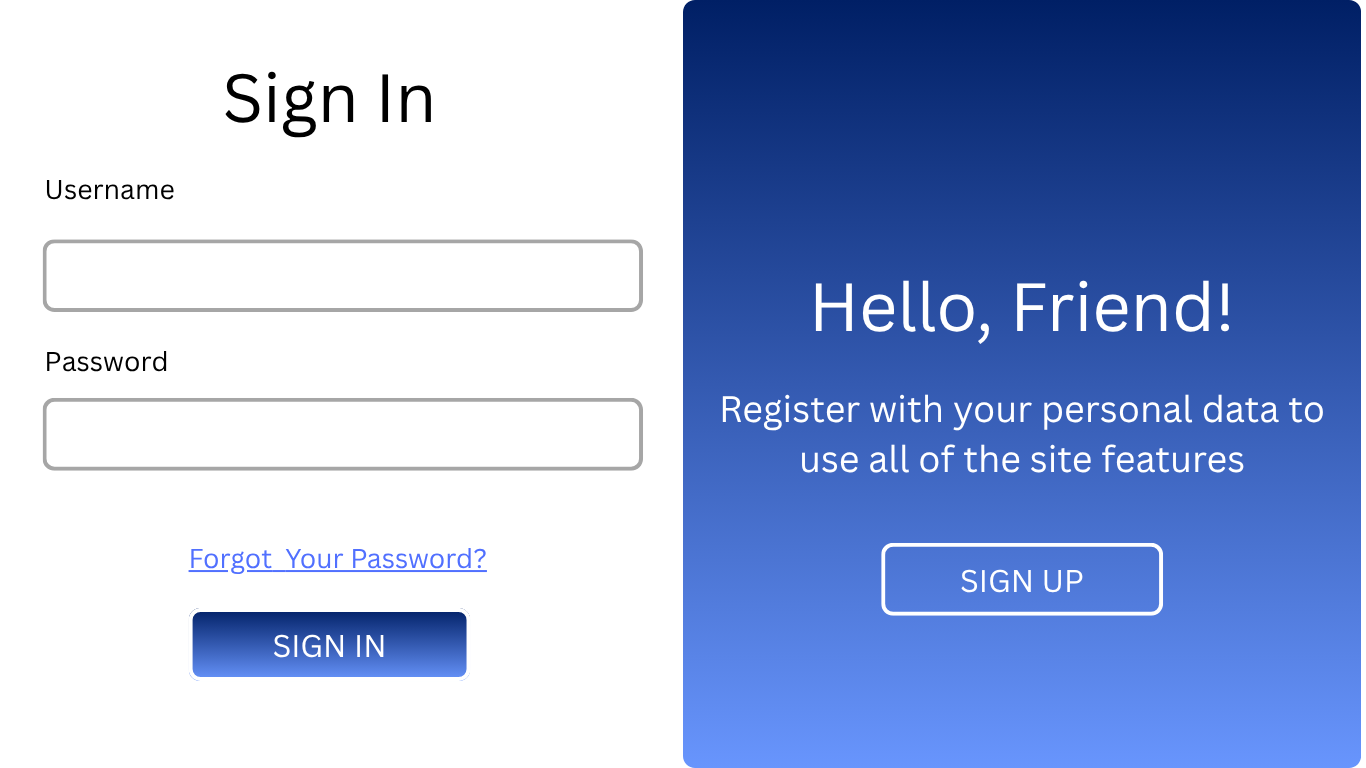 Sign In
Username
Password
Forgot  Your Password?
SIGN IN
Hello, Friend!
Register with your personal data to
use all of the site features
SIGN UP